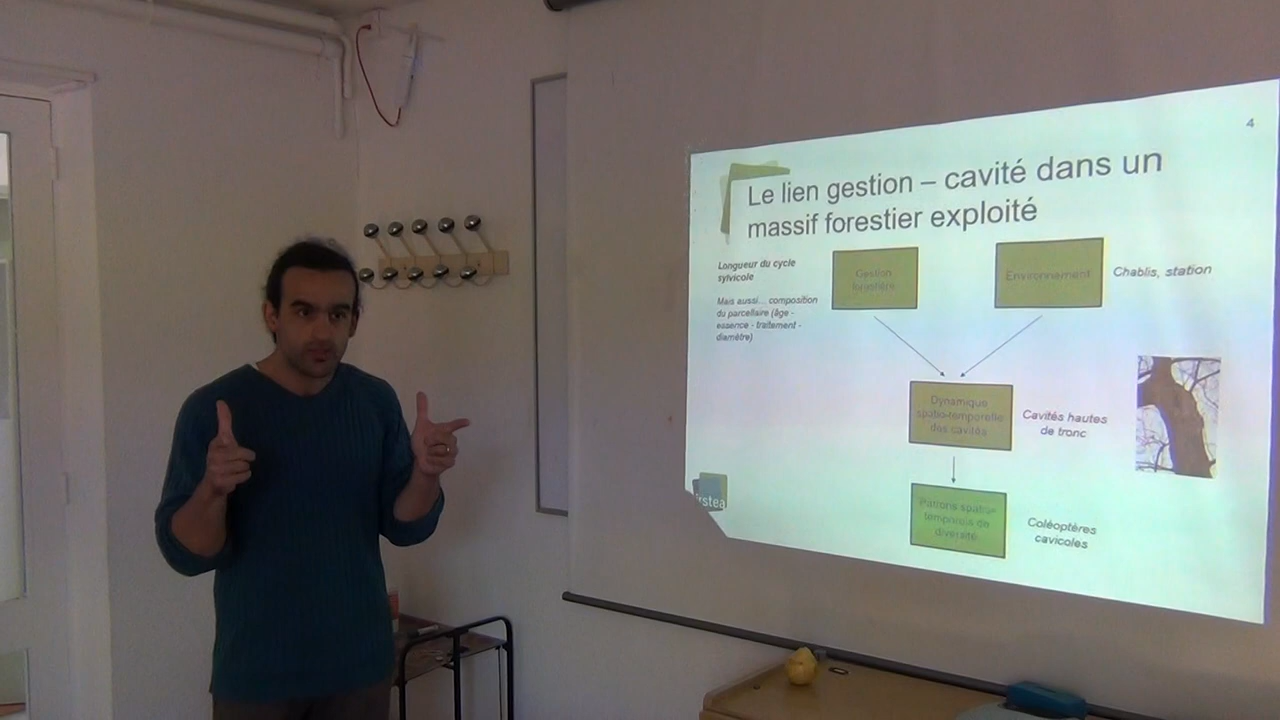 4
Le lien gestion – cavité dans un
massif forestier exploité
Longueur du cycle
sylvicole
Mais aussi... composition
du parcellaire (âge -
essence - traitement -
diamètre)
Gestion
forestière
Environnement
Chablis, station
Dynamique
spatio-temporelle
des cavités
Cavités hautes
de tronc
Patrons spatio-
temporels de
diversité
Coléoptères
cavicoles
irstea